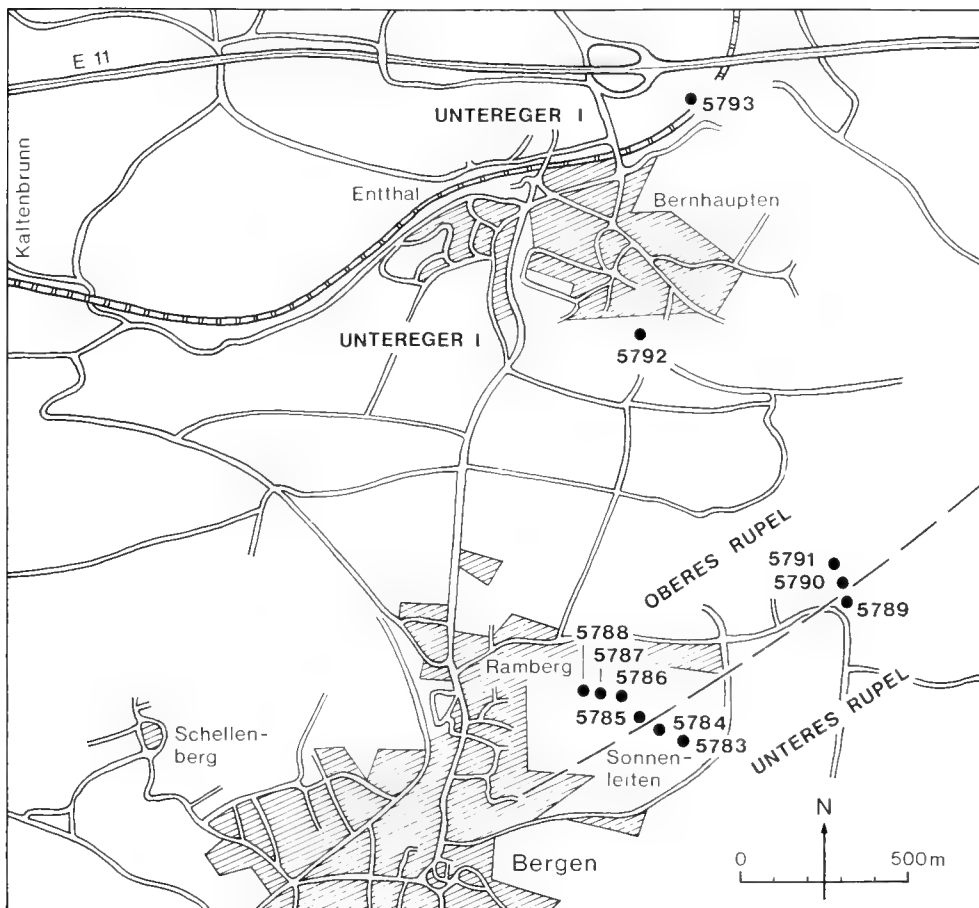 E 11
5793
UNTEREGER I
Kaltenbrunn
Entthal
Bernhaupten
UNTEREGER I
5792
OBERES RUPEL
5791
5790
5789
5788
5787
Ramberg
5786
5785
5784
5783
UNTERES RUPEL
Schellen-
berg
Sonnen-
leiten
N
Bergen
0 500m